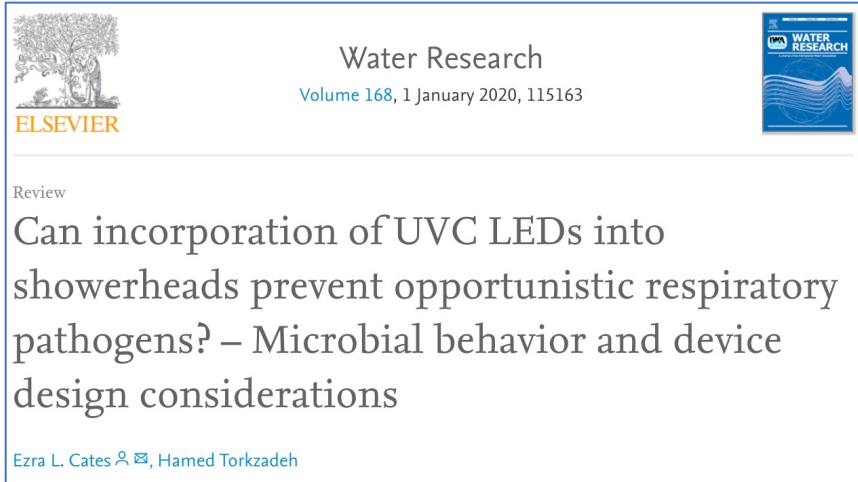 Water Research
Volume 168, 1 January 2020, 115163
ELSEVIER
WATER
RESEARCH
Review
Can incorporation of UVC LEDs into
showerheads prevent opportunistic respiratory
pathogens? – Microbial behavior and device
design considerations
Ezra L. Cates, Hamed Torkzadeh